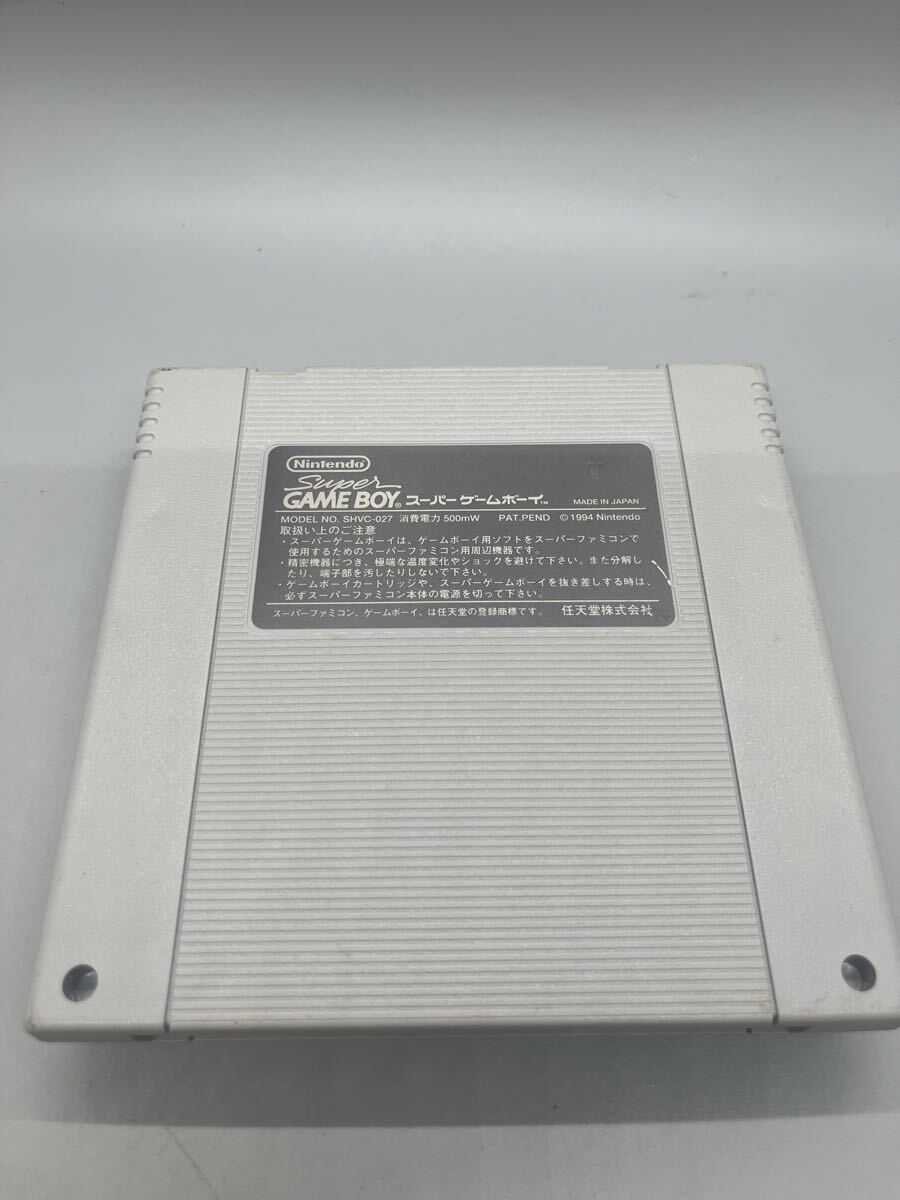 Nintendo
Super
GAME BOY® スーパーゲームボーイ™ MADE IN JAPAN
MODEL NO. SHVC-027 消費電力 500mW PAT.PEND ©1994 Nintendo
取扱い上のご注意
・スーパーゲームボーイは、ゲームボーイ用ソフトをスーパーファミコンで
使用するためのスーパーファミコン用周辺機器です。
・精密機器につき、極端な温度変化やショックを避けて下さい。また分解し
たり、端子部を汚したりしないで下さい。
・ゲームボーイカートリッジや、スーパーゲームボーイを抜き差しする時は、
必ずスーパーファミコン本体の電源を切って下さい。
スーパーファミコン、ゲームボーイ、は任天堂の登録商標です。 任天堂株式会社